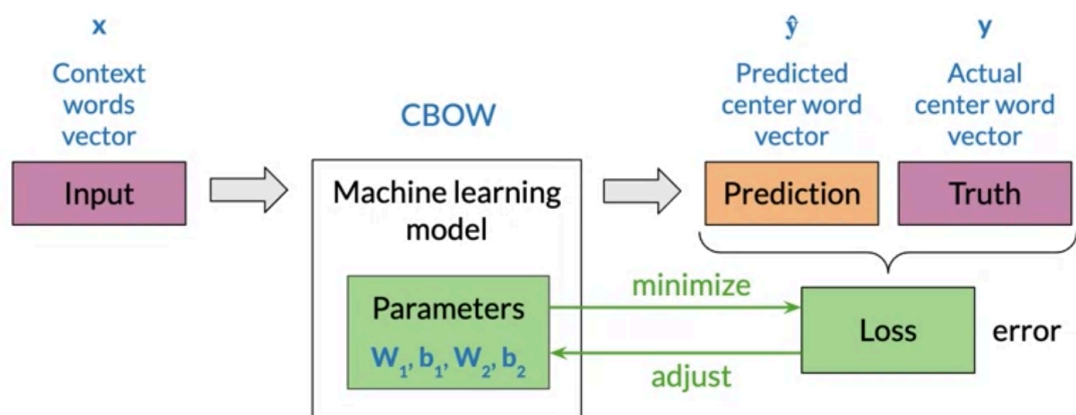 x
Context
words
vector
Input
CBOW
Machine learning
model
Parameters
W₁, b₁, W₂, b₂
ŷ
Predicted
center word
vector
Prediction
y
Actual
center word
vector
Truth
minimize
adjust
Loss
error